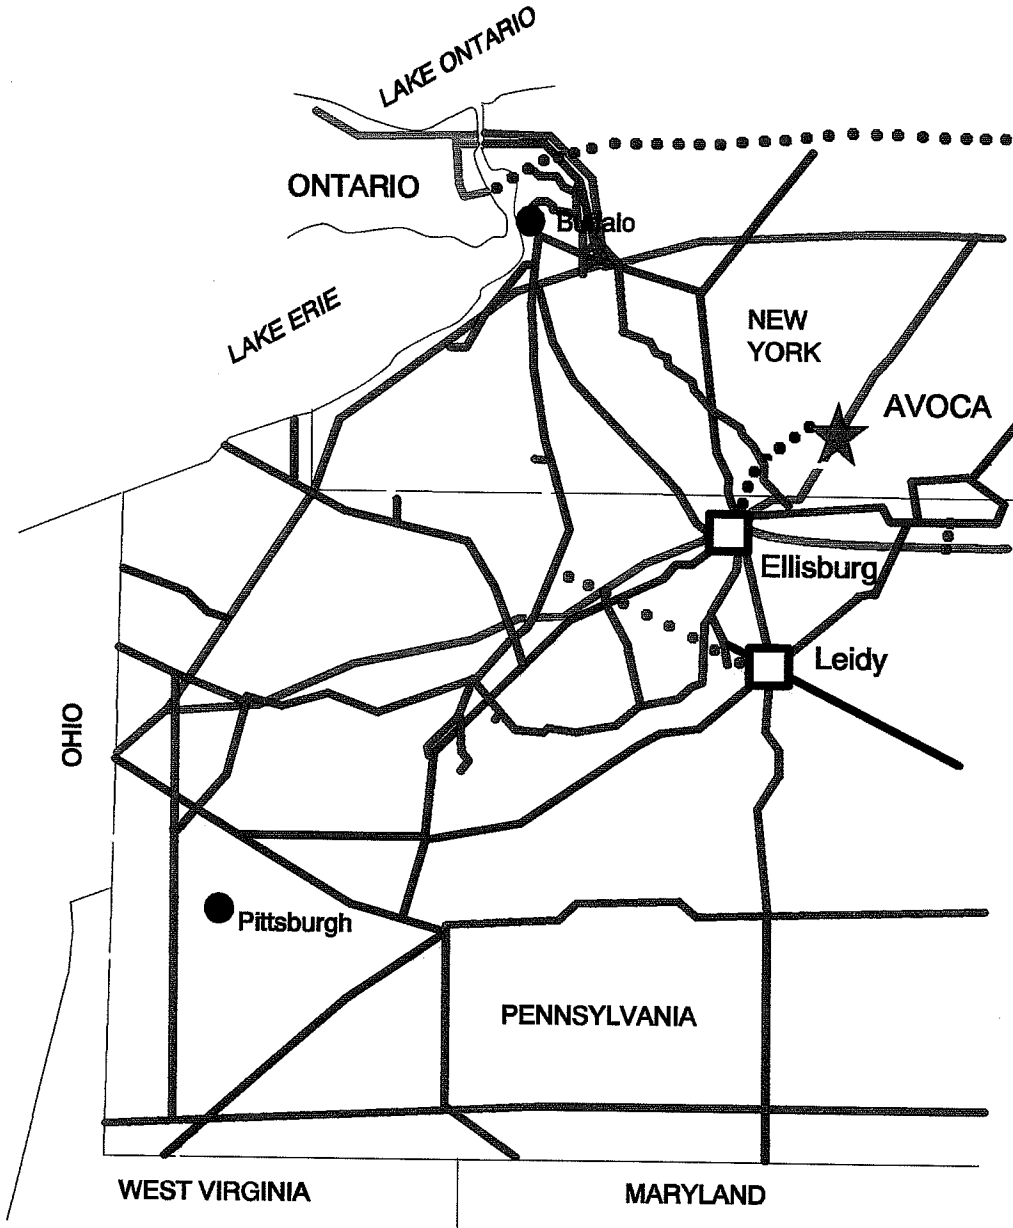 LAKE ONTARIO
ONTARIO
Buffalo
LAKE ERIE
NEW
YORK
AVOCA
Ellisburg
Leidy
OHIO
Pittsburgh
PENNSYLVANIA
WEST VIRGINIA
MARYLAND